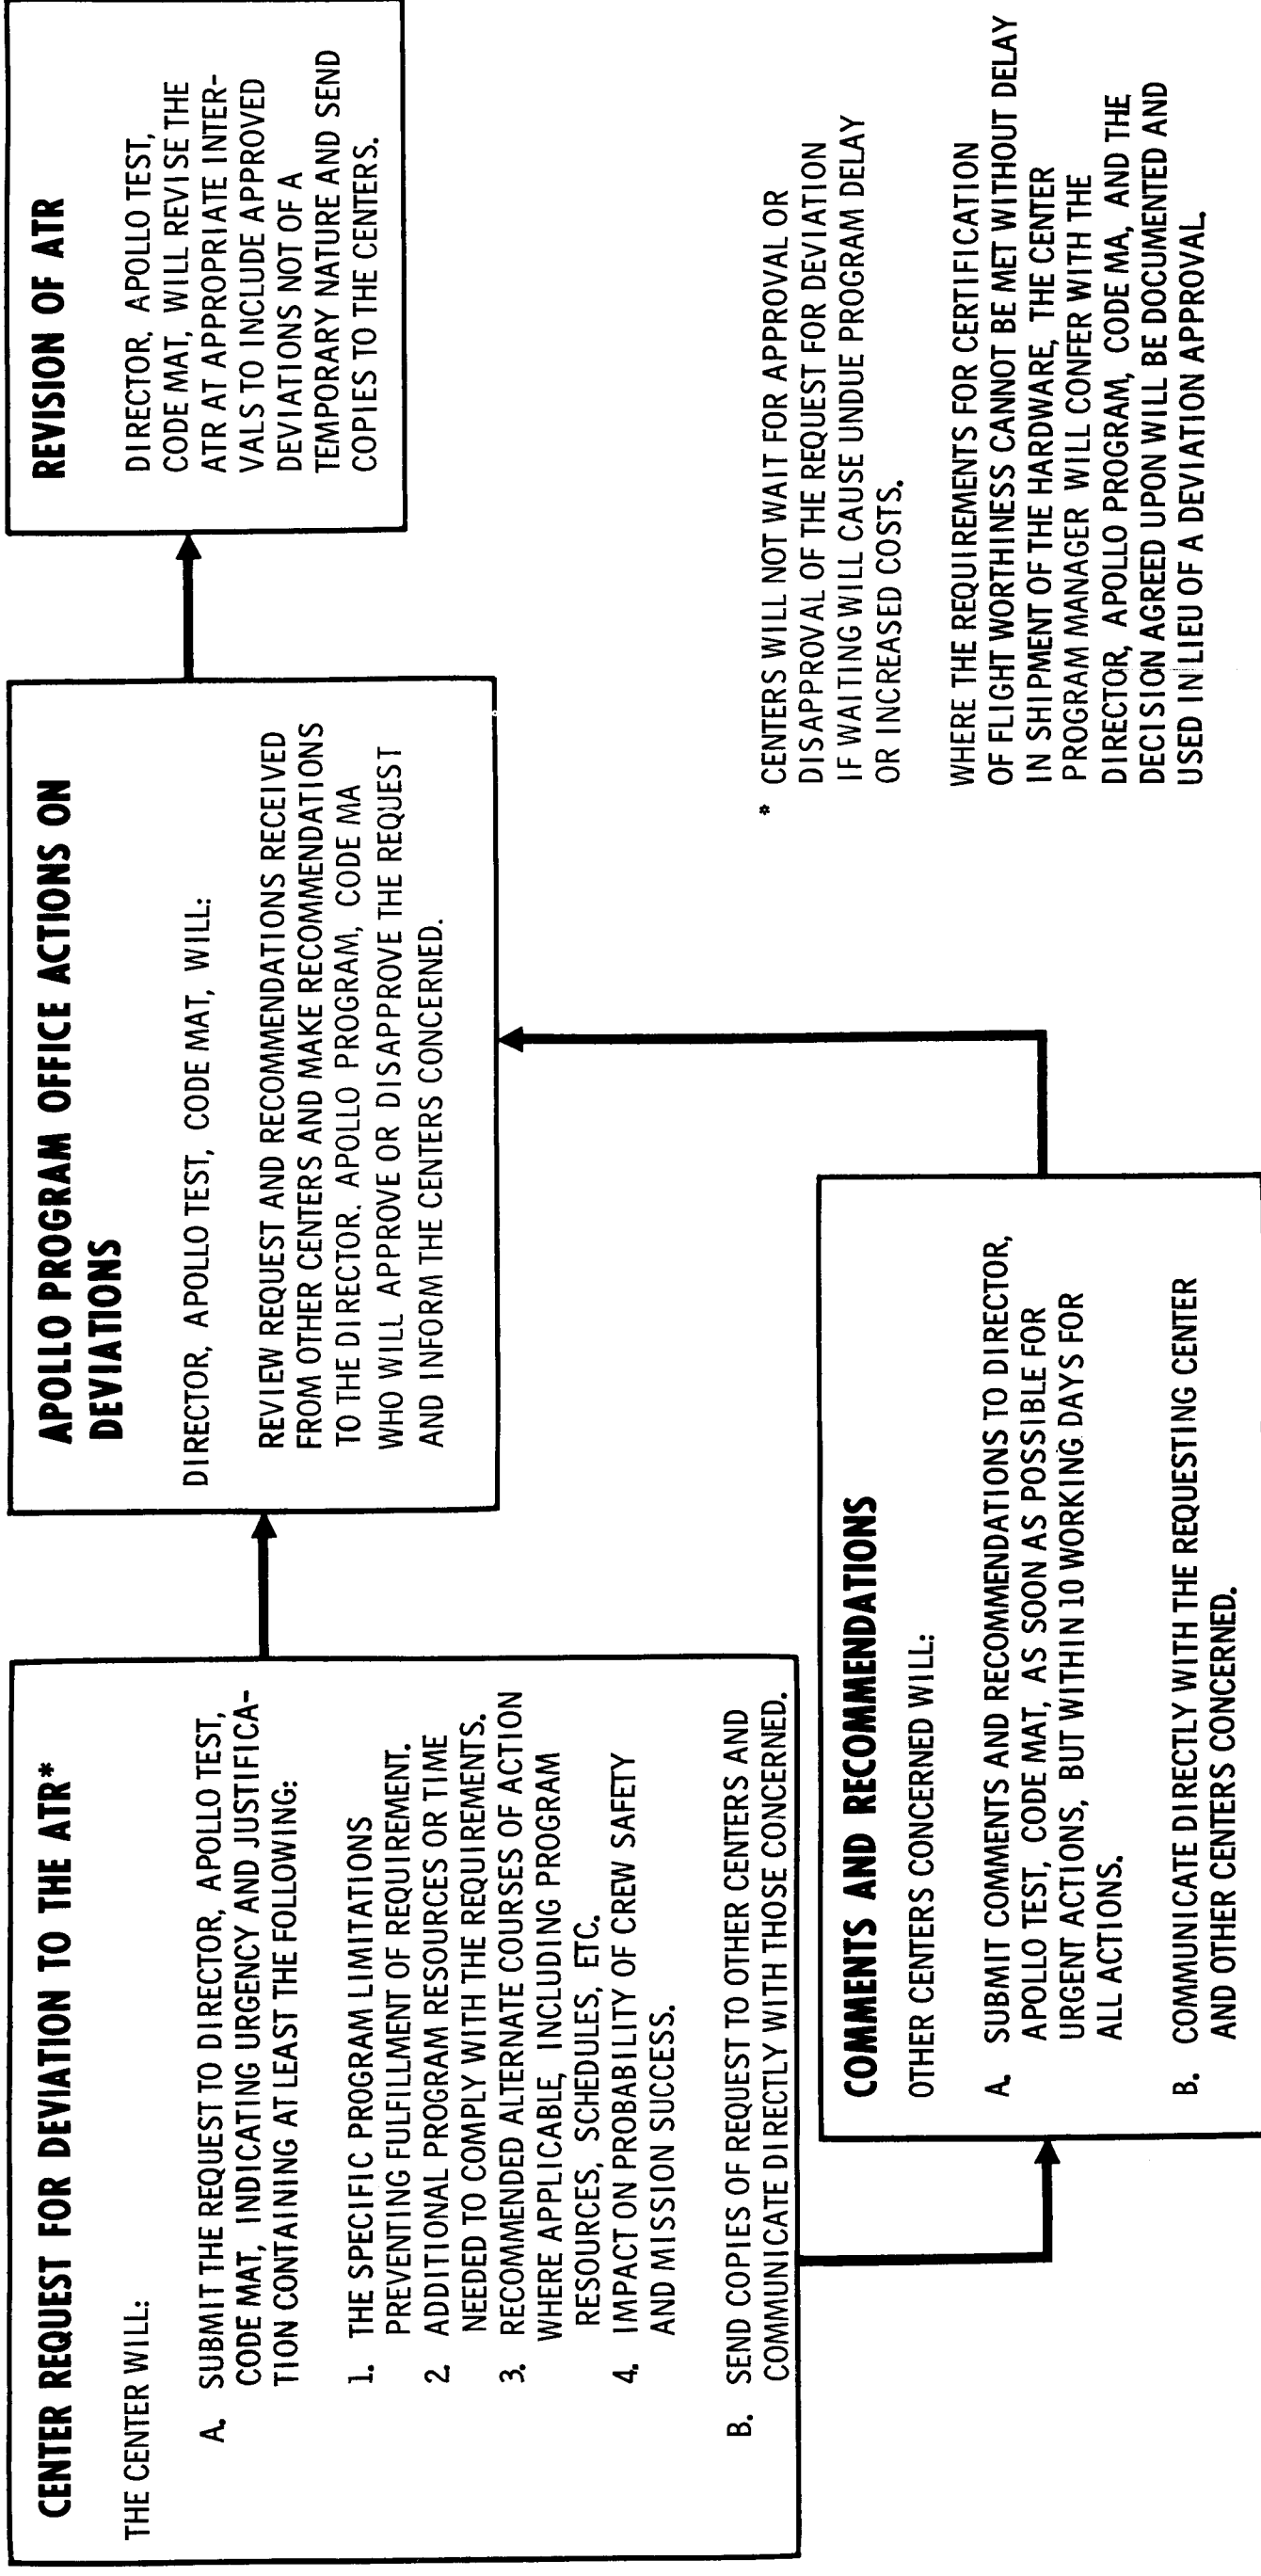 CENTER REQUEST FOR DEVIATION TO THE ATR*
THE CENTER WILL:
A. SUBMIT THE REQUEST TO DIRECTOR, APOLLO TEST,
CODE MAT, INDICATING URGENCY AND JUSTIFICA-
TION CONTAINING AT LEAST THE FOLLOWING:
1. THE SPECIFIC PROGRAM LIMITATIONS
PREVENTING FULFILLMENT OF REQUIREMENT.
2. ADDITIONAL PROGRAM RESOURCES OR TIME
NEEDED TO COMPLY WITH THE REQUIREMENTS.
3. RECOMMENDED ALTERNATE COURSES OF ACTION
WHERE APPLICABLE, INCLUDING PROGRAM
RESOURCES, SCHEDULES, ETC.
4. IMPACT ON PROBABILITY OF CREW SAFETY
AND MISSION SUCCESS.
B. SEND COPIES OF REQUEST TO OTHER CENTERS AND
COMMUNICATE DIRECTLY WITH THOSE CONCERNED.
COMMENTS AND RECOMMENDATIONS
OTHER CENTERS CONCERNED WILL:
A. SUBMIT COMMENTS AND RECOMMENDATIONS TO DIRECTOR,
APOLLO TEST, CODE MAT, AS SOON AS POSSIBLE FOR
URGENT ACTIONS, BUT WITHIN 10 WORKING DAYS FOR
ALL ACTIONS.
B. COMMUNICATE DIRECTLY WITH THE REQUESTING CENTER
AND OTHER CENTERS CONCERNED.
APOLLO PROGRAM OFFICE ACTIONS ON
DEVIATIONS
DIRECTOR, APOLLO TEST, CODE MAT, WILL:
REVIEW REQUEST AND RECOMMENDATIONS RECEIVED
FROM OTHER CENTERS AND MAKE RECOMMENDATIONS
TO THE DIRECTOR. APOLLO PROGRAM, CODE MA
WHO WILL APPROVE OR DISAPPROVE THE REQUEST
AND INFORM THE CENTERS CONCERNED.
REVISION OF ATR
DIRECTOR, APOLLO TEST,
CODE MAT, WILL REVISE THE
ATR AT APPROPRIATE INTER-
VALS TO INCLUDE APPROVED
DEVIATIONS NOT OF A
TEMPORARY NATURE AND SEND
COPIES TO THE CENTERS.
* CENTERS WILL NOT WAIT FOR APPROVAL OR
DISAPPROVAL OF THE REQUEST FOR DEVIATION
IF WAITING WILL CAUSE UNDUE PROGRAM DELAY
OR INCREASED COSTS.
WHERE THE REQUIREMENTS FOR CERTIFICATION
OF FLIGHT WORTHINESS CANNOT BE MET WITHOUT DELAY
IN SHIPMENT OF THE HARDWARE, THE CENTER
PROGRAM MANAGER WILL CONFER WITH THE
DIRECTOR, APOLLO PROGRAM, CODE MA, AND THE
DECISION AGREED UPON WILL BE DOCUMENTED AND
USED IN LIEU OF A DEVIATION APPROVAL.